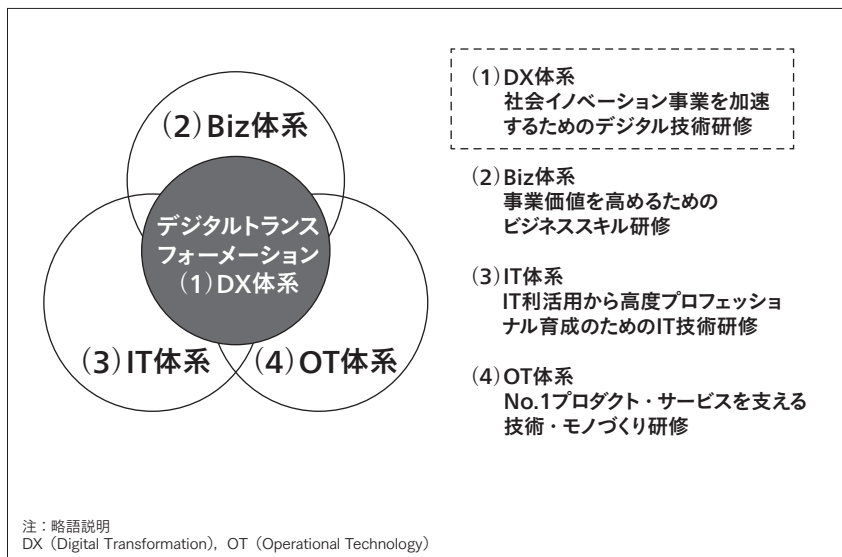 (2)Biz体系
デジタルトランス
フォーメーション
(1)DX体系
(3)IT体系
(4)OT体系
(1)DX体系
社会イノベーション事業を加速
するためのデジタル技術研修
(2)Biz体系
事業価値を高めるための
ビジネススキル研修
(3)IT体系
IT利活用から高度プロフェッショ
ナル育成のためのIT技術研修
(4)OT体系
No.1プロダクト・サービスを支える
技術・モノづくり研修
注：略語説明
DX（Digital Transformation），OT（Operational Technology）